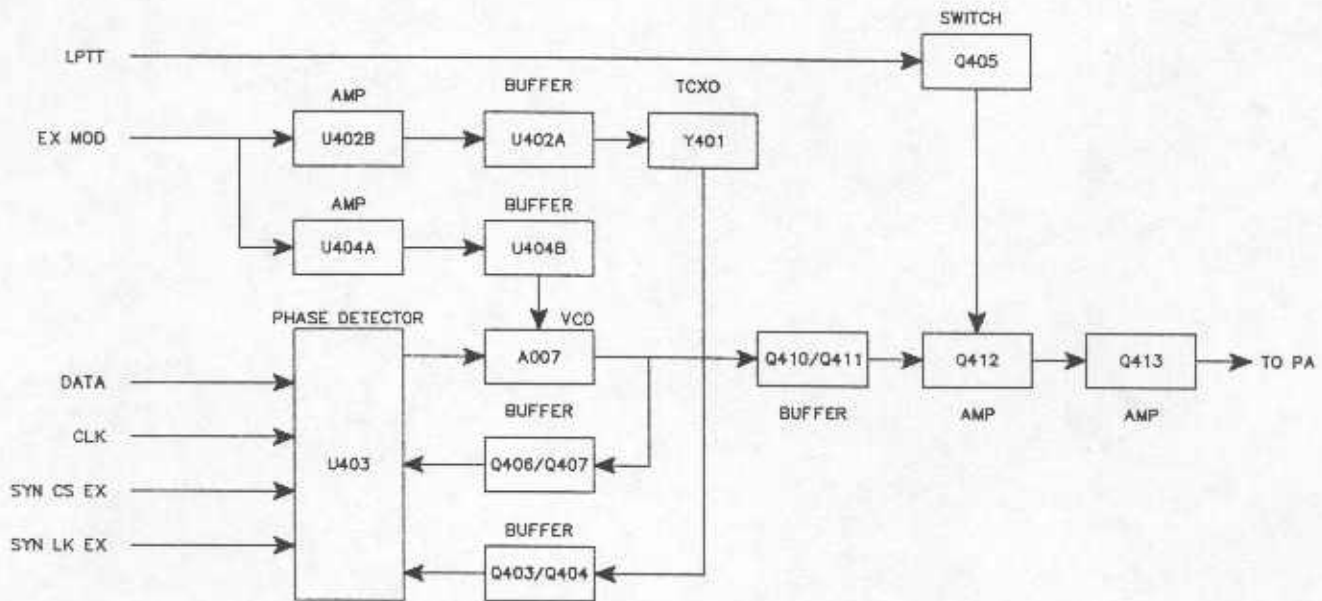 SWITCH
LPTT
Q405
AMP
BUFFER
TCXO
EX MOD
U402B
U402A
Y401
AMP
BUFFER
U404A
U404B
PHASE DETECTOR
VCO
A007
Q410/Q411
Q412
Q413
TO PA
DATA
BUFFER
BUFFER
AMP
AMP
CLK
U403
Q406/Q407
SYN CS EX
BUFFER
SYN LK EX
Q403/Q404